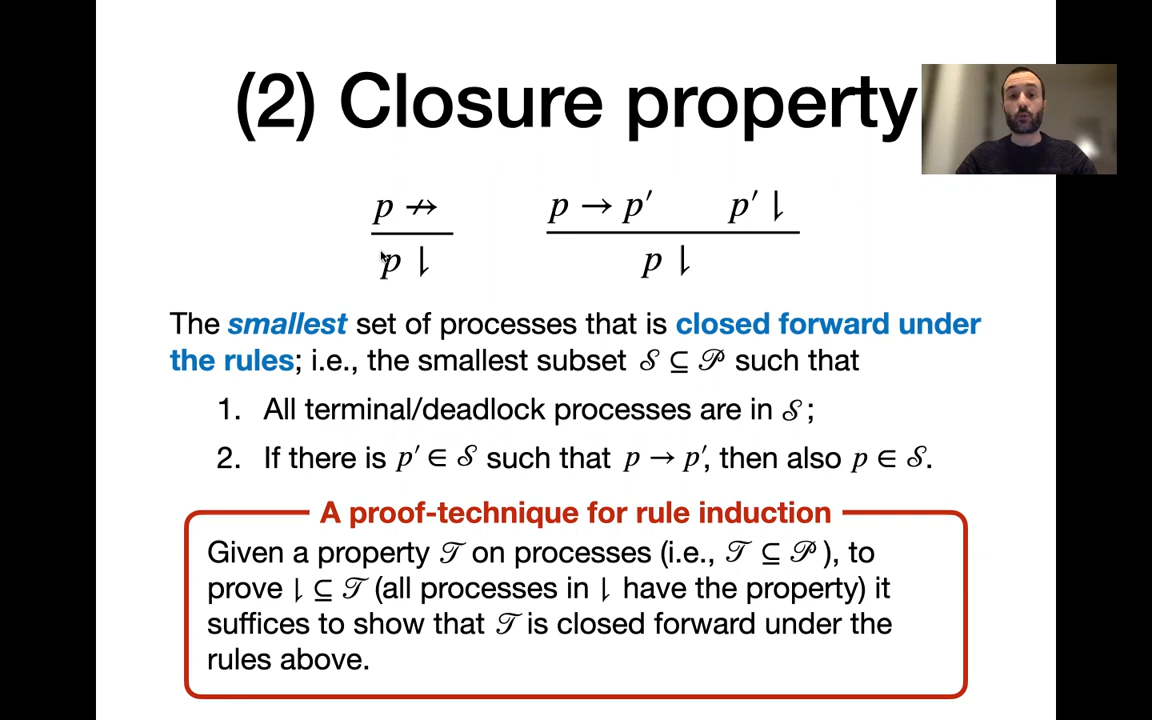 (2) Closure property
p ↛
p ⇂
p → p′ p′ ⇂
p ⇂
The smallest set of processes that is closed forward under
the rules; i.e., the smallest subset 𝒮 ⊆ 𝒫 such that
1. All terminal/deadlock processes are in 𝒮;
2. If there is p′ ∈ 𝒮 such that p → p′, then also p ∈ 𝒮.
A proof-technique for rule induction
Given a property 𝒯 on processes (i.e., 𝒯 ⊆ 𝒫), to
prove ⇂ ⊆ 𝒯 (all processes in ⇂ have the property) it
suffices to show that 𝒯 is closed forward under the
rules above.